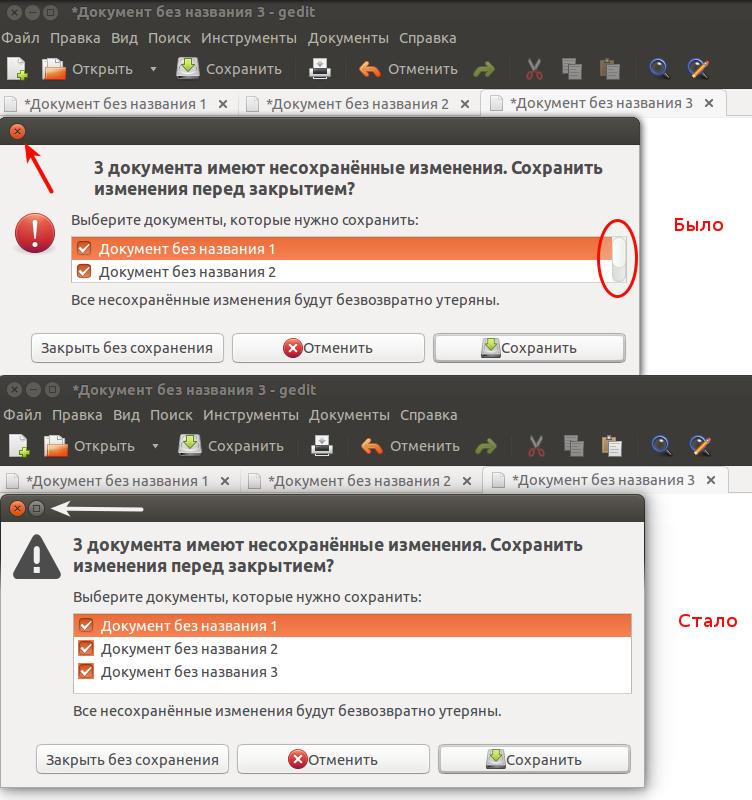 *Документ без названия 3 - gedit
Файл Правка Вид Поиск Инструменты Документы Справка
Открыть Сохранить Отменить
*Документ без названия 1 *Документ без названия 2 *Документ без названия 3
3 документа имеют несохранённые изменения. Сохранить
изменения перед закрытием?
Выберите документы, которые нужно сохранить:
Было
Документ без названия 1
Документ без названия 2
Все несохранённые изменения будут безвозвратно утеряны.
Закрыть без сохранения Отменить Сохранить
*Документ без названия 3 - gedit
Файл Правка Вид Поиск Инструменты Документы Справка
Открыть Сохранить Отменить
*Документ без названия 1 *Документ без названия 2 *Документ без названия 3
3 документа имеют несохранённые изменения. Сохранить
изменения перед закрытием?
Выберите документы, которые нужно сохранить:
Стало
Документ без названия 1
Документ без названия 2
Документ без названия 3
Все несохранённые изменения будут безвозвратно утеряны.
Закрыть без сохранения Отменить Сохранить